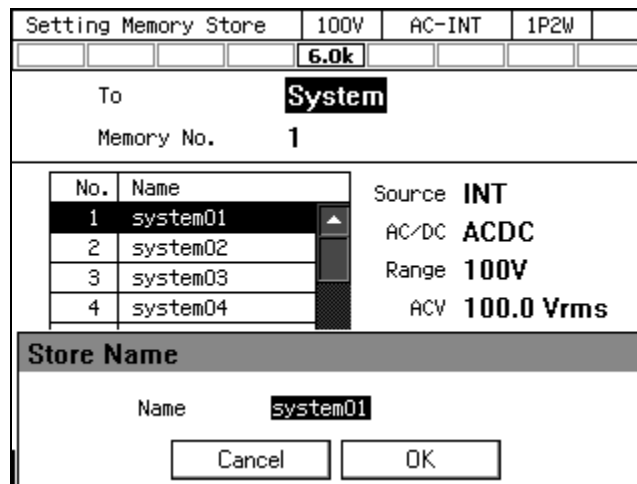 Setting Memory Store 100V AC-INT 1P2W
6.0k
To System
Memory No. 1
No. Name
1 system01
2 system02
3 system03
4 system04
Source INT
AC/DC ACDC
Range 100V
ACV 100.0 Vrms
Store Name
Name system01
Cancel OK